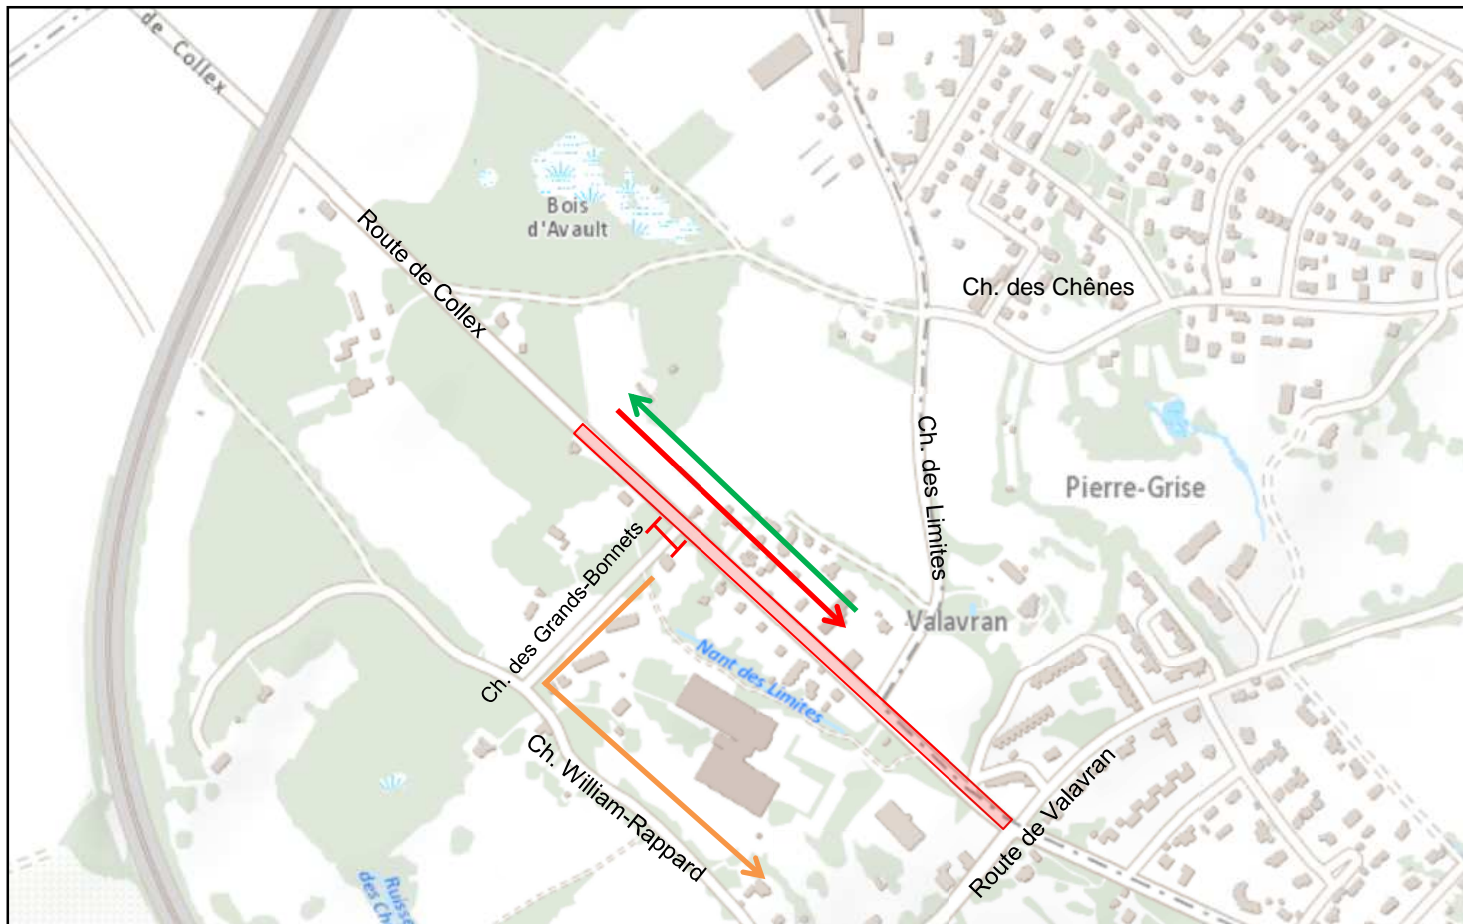 de Collex
Bois
d'Avault
Route de Collex
Ch. des Chênes
Ch. des Limites
Pierre-Grise
Ch. des Grands-Bonnets
Valavran
Nant des Limites
Ch. William-Rappard
Route de Valavran
des